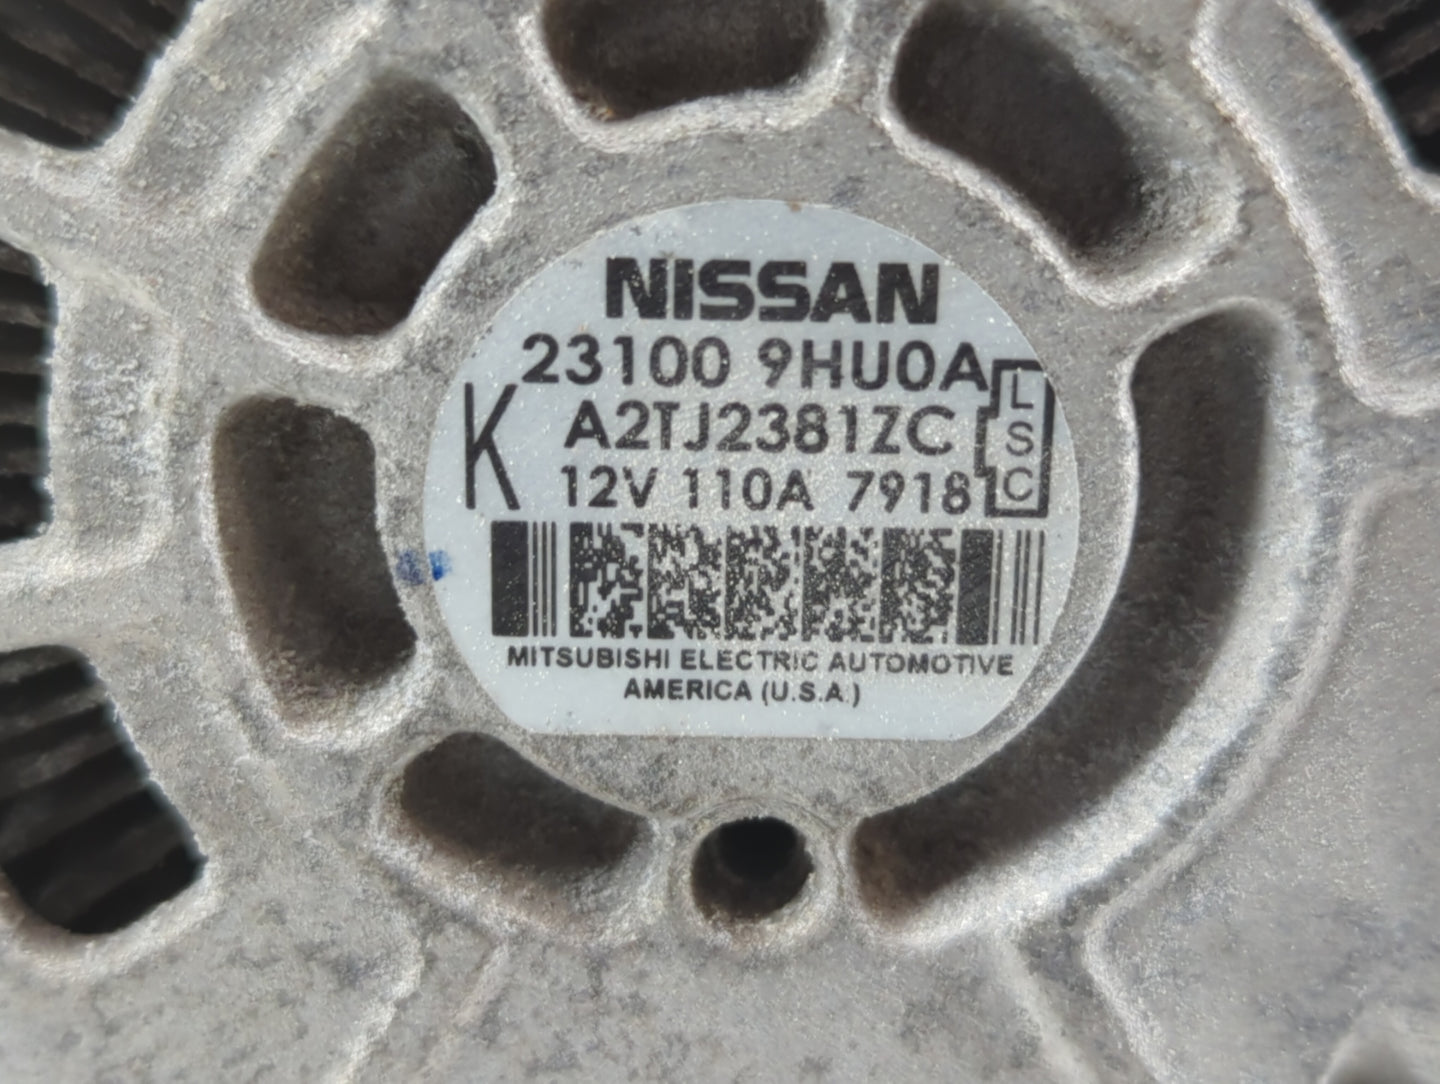 NISSAN
23100 9HU0A
K
A2TJ2381ZC
12V 110A 7918
L
S
C
MITSUBISHI ELECTRIC AUTOMOTIVE
AMERICA (U.S.A.)